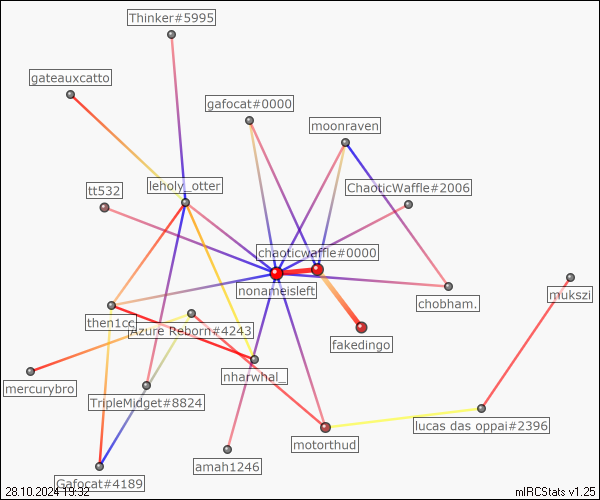 Thinker#5995
gateauxcatto
gafocat#0000
moonraven
leholy_otter
ChaoticWaffle#2006
tt532
chaoticwaffle#0000
nonameisleft
mukszi
chobham.
then1cc
Azure Reborn#4243
fakedingo
nharwhal_
mercurybro
TripleMidget#8824
lucas das oppai#2396
motorthud
amah1246
Gafocat#4189
28.10.2024 19:32
mIRCStats v1.25